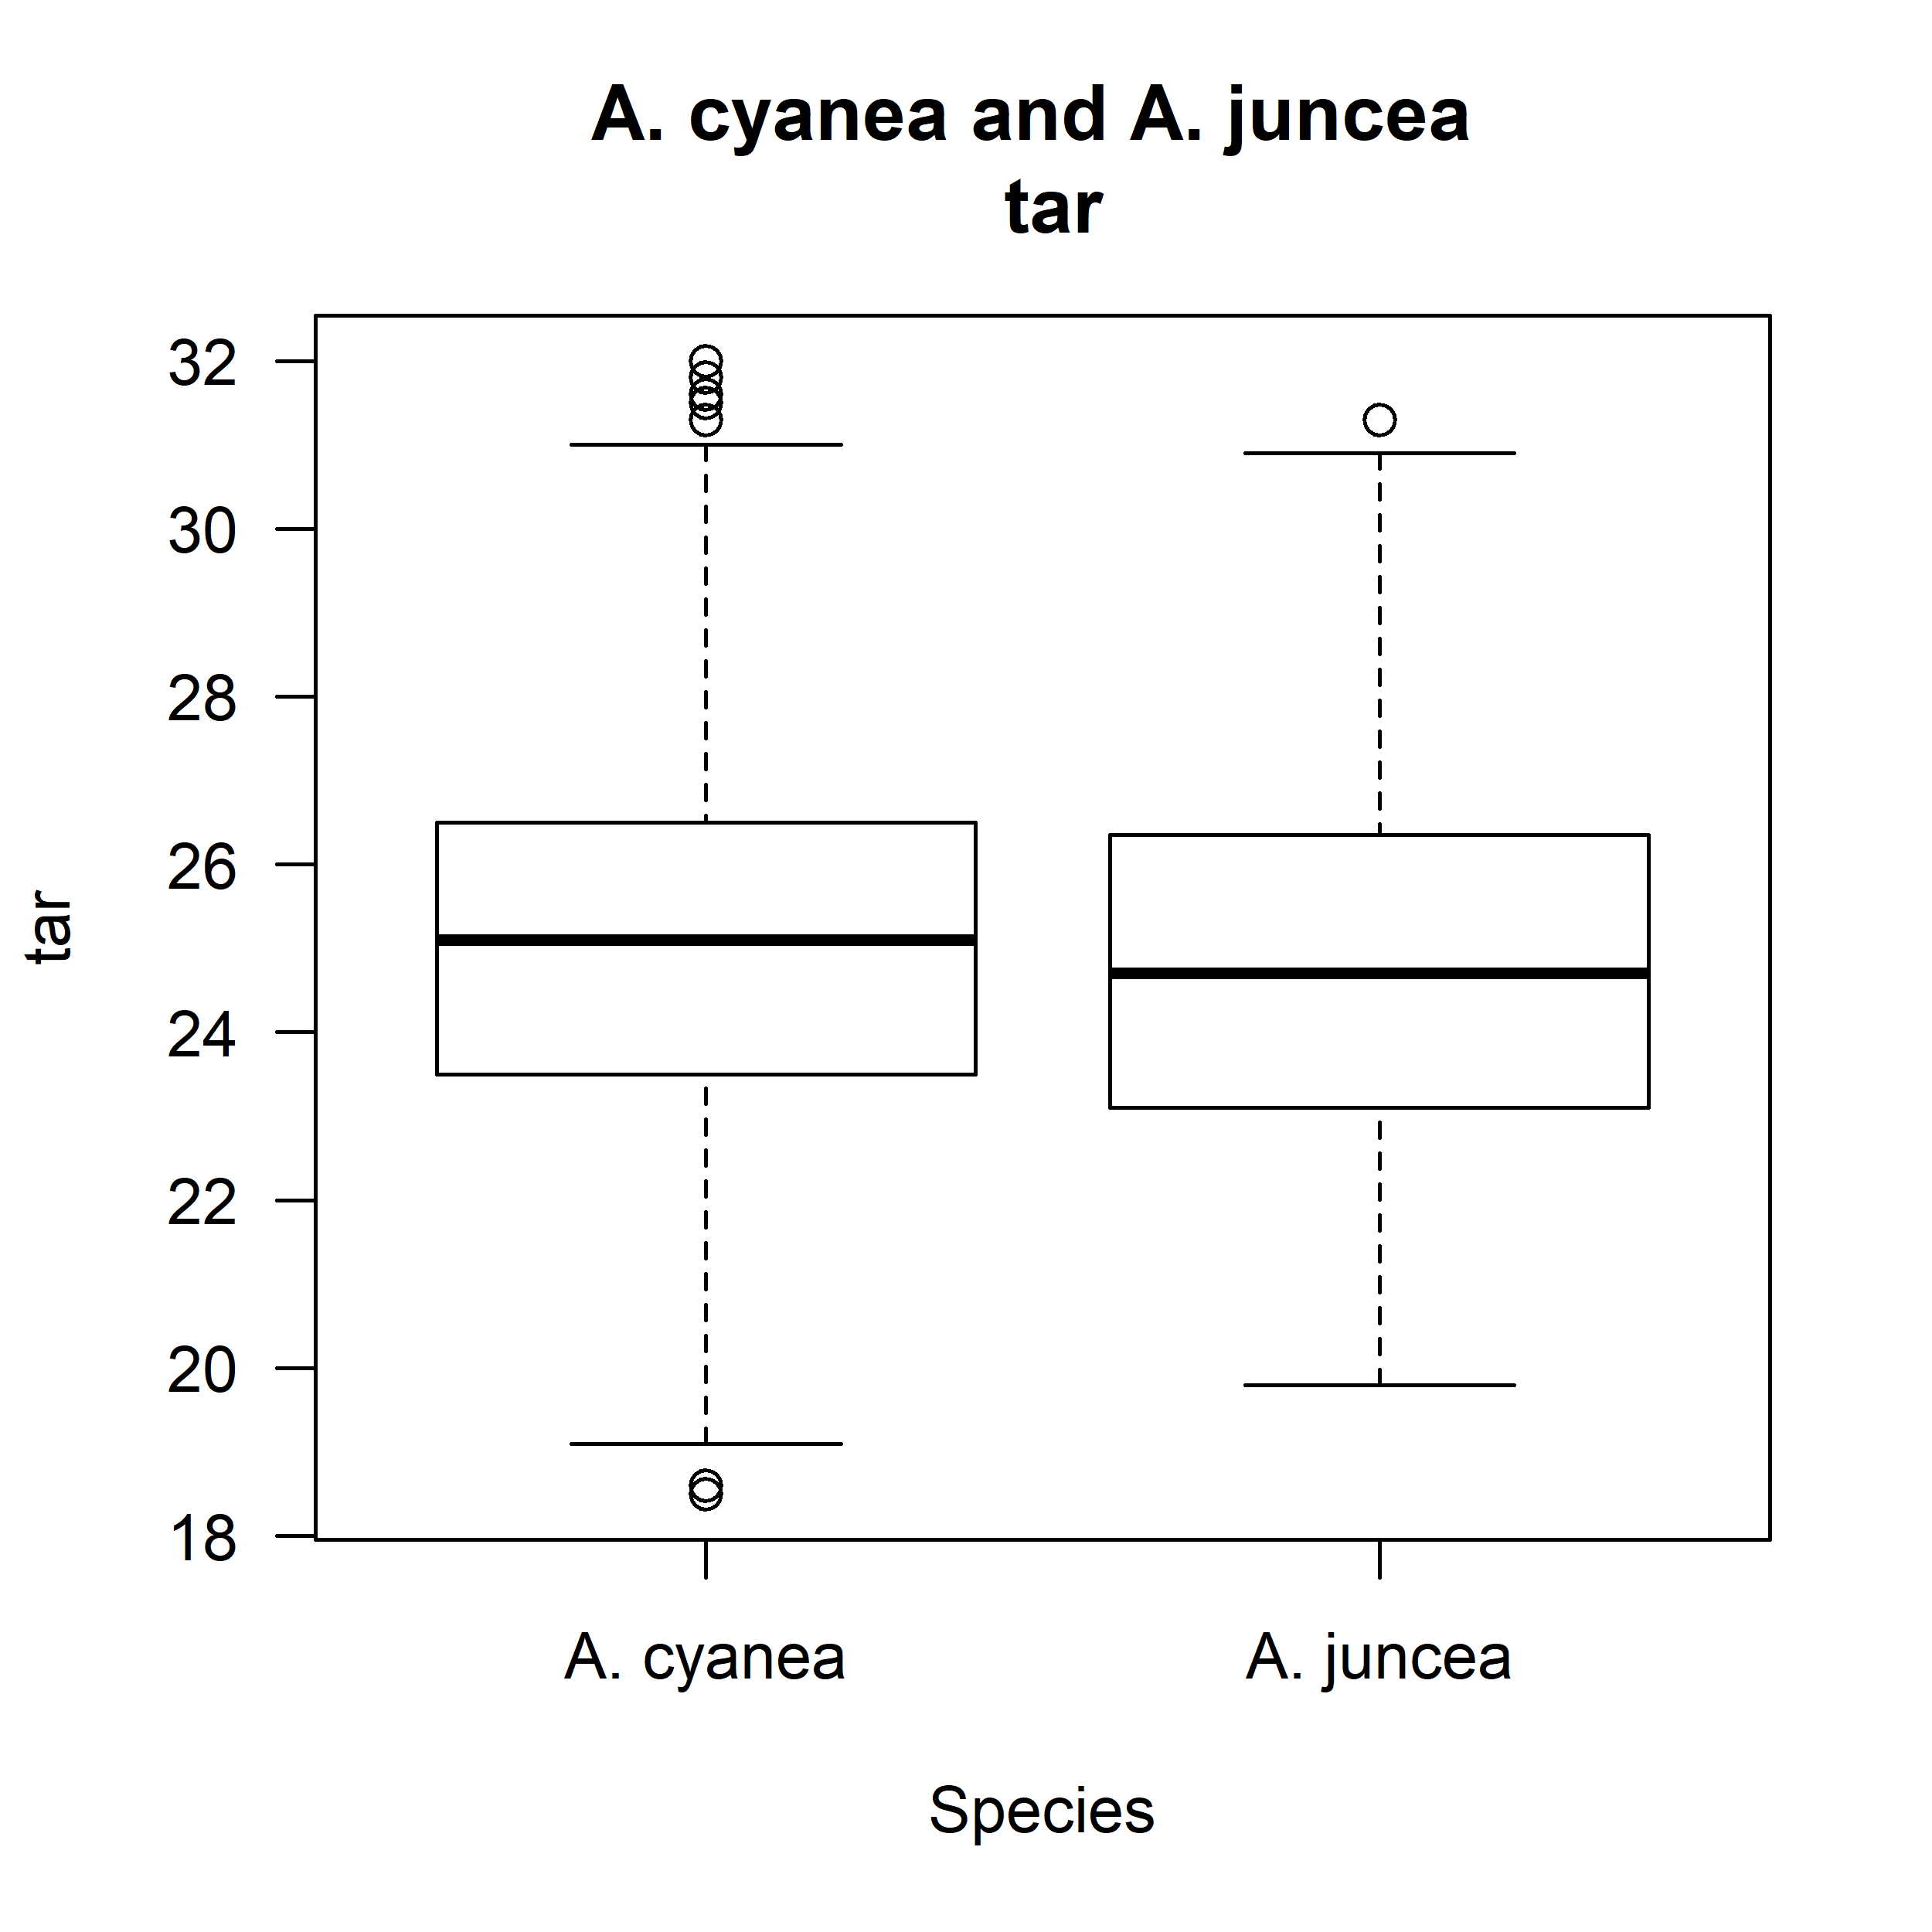 A. cyanea and A. juncea
tar
32
30
28
26
24
22
20
18
tar
A. cyanea
A. juncea
Species